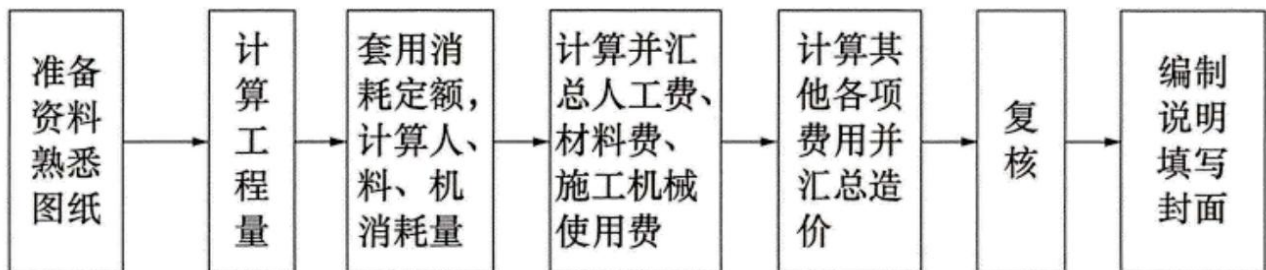 准备
资料
熟悉
图纸
计
算
工
程
量
套用消
耗定额，
计算人、
料、机
消耗量
计算并汇
总人工费、
材料费、
施工机械
使用费
计算其
他各项
费用并
汇总造
价
复
核
编制
说明
填写
封面